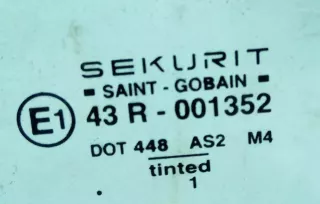 SEKURIT
SAINT - GOBAIN
E1 43 R - 001352
DOT 448 AS2 M4
tinted
1